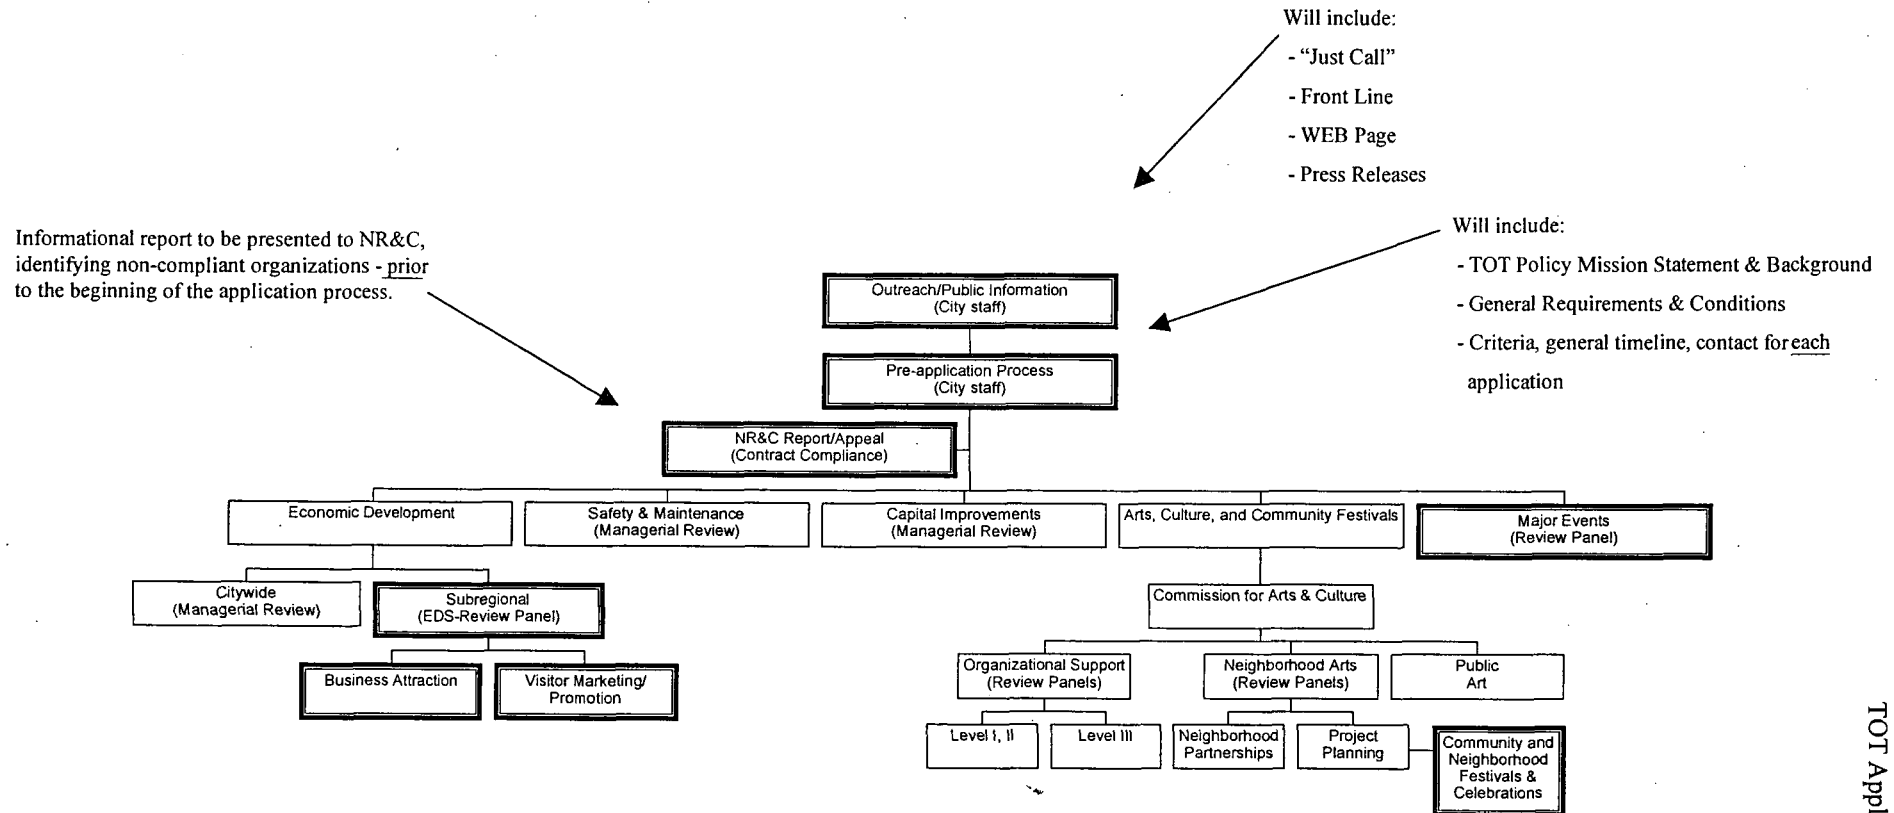 Will include:
- “Just Call”
- Front Line
- WEB Page
- Press Releases
Informational report to be presented to NR&C,
identifying non-compliant organizations - prior
to the beginning of the application process.
Will include:
- TOT Policy Mission Statement & Background
- General Requirements & Conditions
- Criteria, general timeline, contact for each
application
Outreach/Public Information
(City staff)
Pre-application Process
(City staff)
NR&C Report/Appeal
(Contract Compliance)
Economic Development
Safety & Maintenance
(Managerial Review)
Capital Improvements
(Managerial Review)
Arts, Culture, and Community Festivals
Major Events
(Review Panel)
Citywide
(Managerial Review)
Subregional
(EDS-Review Panel)
Business Attraction
Visitor Marketing/
Promotion
Commission for Arts & Culture
Organizational Support
(Review Panels)
Neighborhood Arts
(Review Panels)
Public
Art
Level I, II
Level III
Neighborhood
Partnerships
Project
Planning
Community and
Neighborhood
Festivals &
Celebrations
TOT Appl